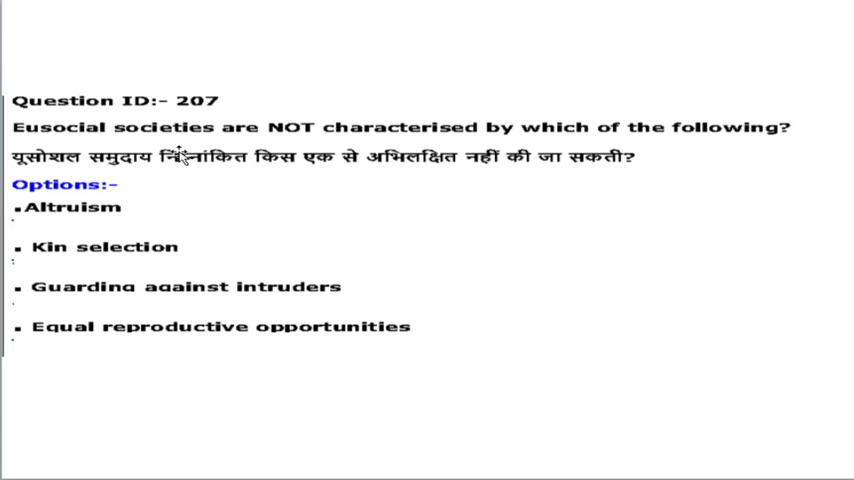 Question ID:- 207
Eusocial societies are NOT characterised by which of the following?
यूसोशल समुदाय निम्नांकित किस एक से अभिलक्षित नहीं की जा सकती?
Options:-
Altruism
Kin selection
Guarding against intruders
Equal reproductive opportunities